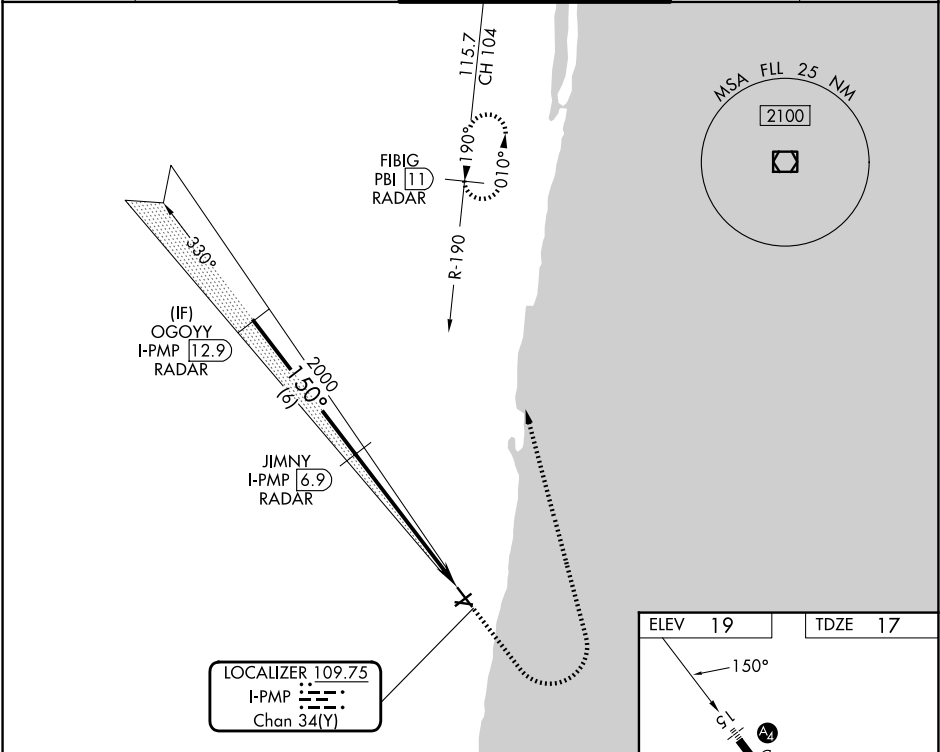 115.7
CH 104
MSA FLL 25 NM
2100
190°
010°
FIBIG
PBI 11
RADAR
R-190
330°
(IF)
OGOYY
I-PMP 12.9
RADAR
2000
150°
(6)
JIMNY
I-PMP 6.9
RADAR
LOCALIZER 109.75
I-PMP
Chan 34(Y)
ELEV 19
TDZE 17
150°
15
A4